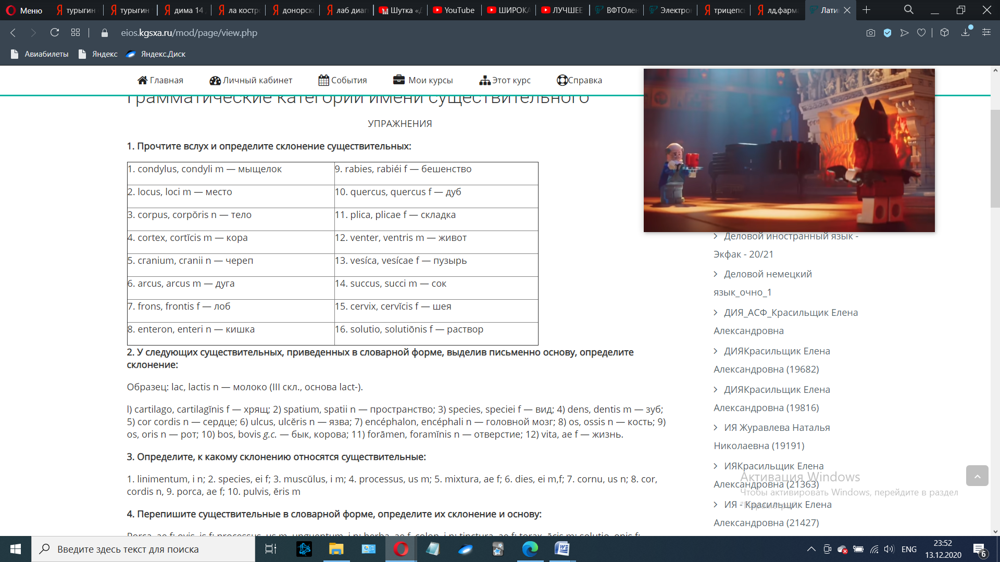 Меню
турыгин
турыгин
дима 14
ла костро
донорски
лаб диаг
Шутка «Д
YouTube
ШИРОКА
ЛУЧШЕЕ
ВФТОлен
Электрон
трицепс
лд,фарма
Лати
eios.kgsxa.ru/mod/page/view.php
Авиабилеты
Яндекс
Яндекс.Диск
Главная
Личный кабинет
События
Мои курсы
Этот курс
Справка
Грамматические категории имени существительного
УПРАЖНЕНИЯ
1. Прочтите вслух и определите склонение существительных:
1. condylus, condyli m — мыщелок
9. rabies, rabiéi f — бешенство
2. locus, loci m — место
10. quercus, quercus f — дуб
3. corpus, corpŏris n — тело
11. plica, plicae f — складка
4. cortex, cortĭcis m — кора
12. venter, ventris m — живот
5. cranium, cranii n — череп
13. vesíca, vesícae f — пузырь
6. arcus, arcus m — дуга
14. succus, succi m — сок
7. frons, frontis f — лоб
15. cervix, cervĭcis f — шея
8. enteron, enteri n — кишка
16. solutio, solutiōnis f — раствор
2. У следующих существительных, приведенных в словарной форме, выделив письменно основу, определите
склонение:
Образец: lac, lactis n — молоко (III скл., основа lact-).
l) cartilago, cartilagĭnis f — хрящ; 2) spatium, spatii n — пространство; 3) species, speciei f — вид; 4) dens, dentis m — зуб;
5) cor cordis n — сердце; 6) ulcus, ulcĕris n — язва; 7) encéphalon, encéphali n — головной мозг; 8) os, ossis n — кость; 9)
os, oris n — рот; 10) bos, bovis g.c. — бык, корова; 11) forāmen, foramĭnis n — отверстие; 12) vita, ae f — жизнь.
3. Определите, к какому склонению относятся существительные:
1. linimentum, i n; 2. species, ei f; 3. muscŭlus, i m; 4. processus, us m; 5. mixtura, ae f; 6. dies, ei m,f; 7. cornu, us n; 8. cor,
cordis n, 9. porca, ae f; 10. pulvis, ĕris m
4. Перепишите существительные в словарной форме, определите их склонение и основу:
Porca, ae f; ovis, is f; processus, us m, unguentum, i n; herba, ae f, colon, i n; tinctura, ae f; torax, ācis m; solutio, onis f;
Деловой иностранный язык -
Экфак - 20/21
Деловой немецкий
язык_очно_1
ДИЯ_АСФ_Красильщик Елена
Александровна
ДИЯКрасильщик Елена
Александровна (19682)
ДИЯКрасильщик Елена
Александровна (19816)
ИЯ Журавлева Наталья
Николаевна (19191)
ИЯКрасильщик Елена
Александровна (21363)
ИЯ - Красильщик Елена
Александровна (21427)
Активация Windows
Чтобы активировать Windows, перейдите в раздел
"Параметры".
Введите здесь текст для поиска
ENG
23:52
13.12.2020
6